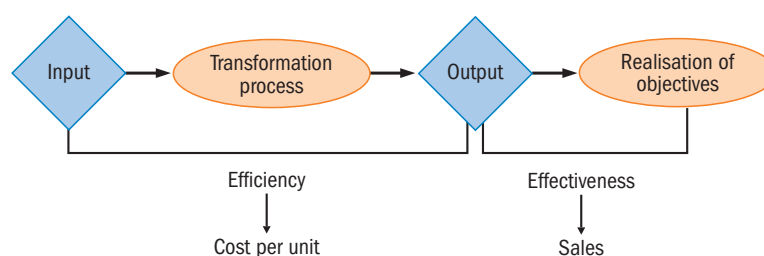 Input
Transformation
process
Output
Realisation of
objectives
Efficiency
Effectiveness
Cost per unit
Sales